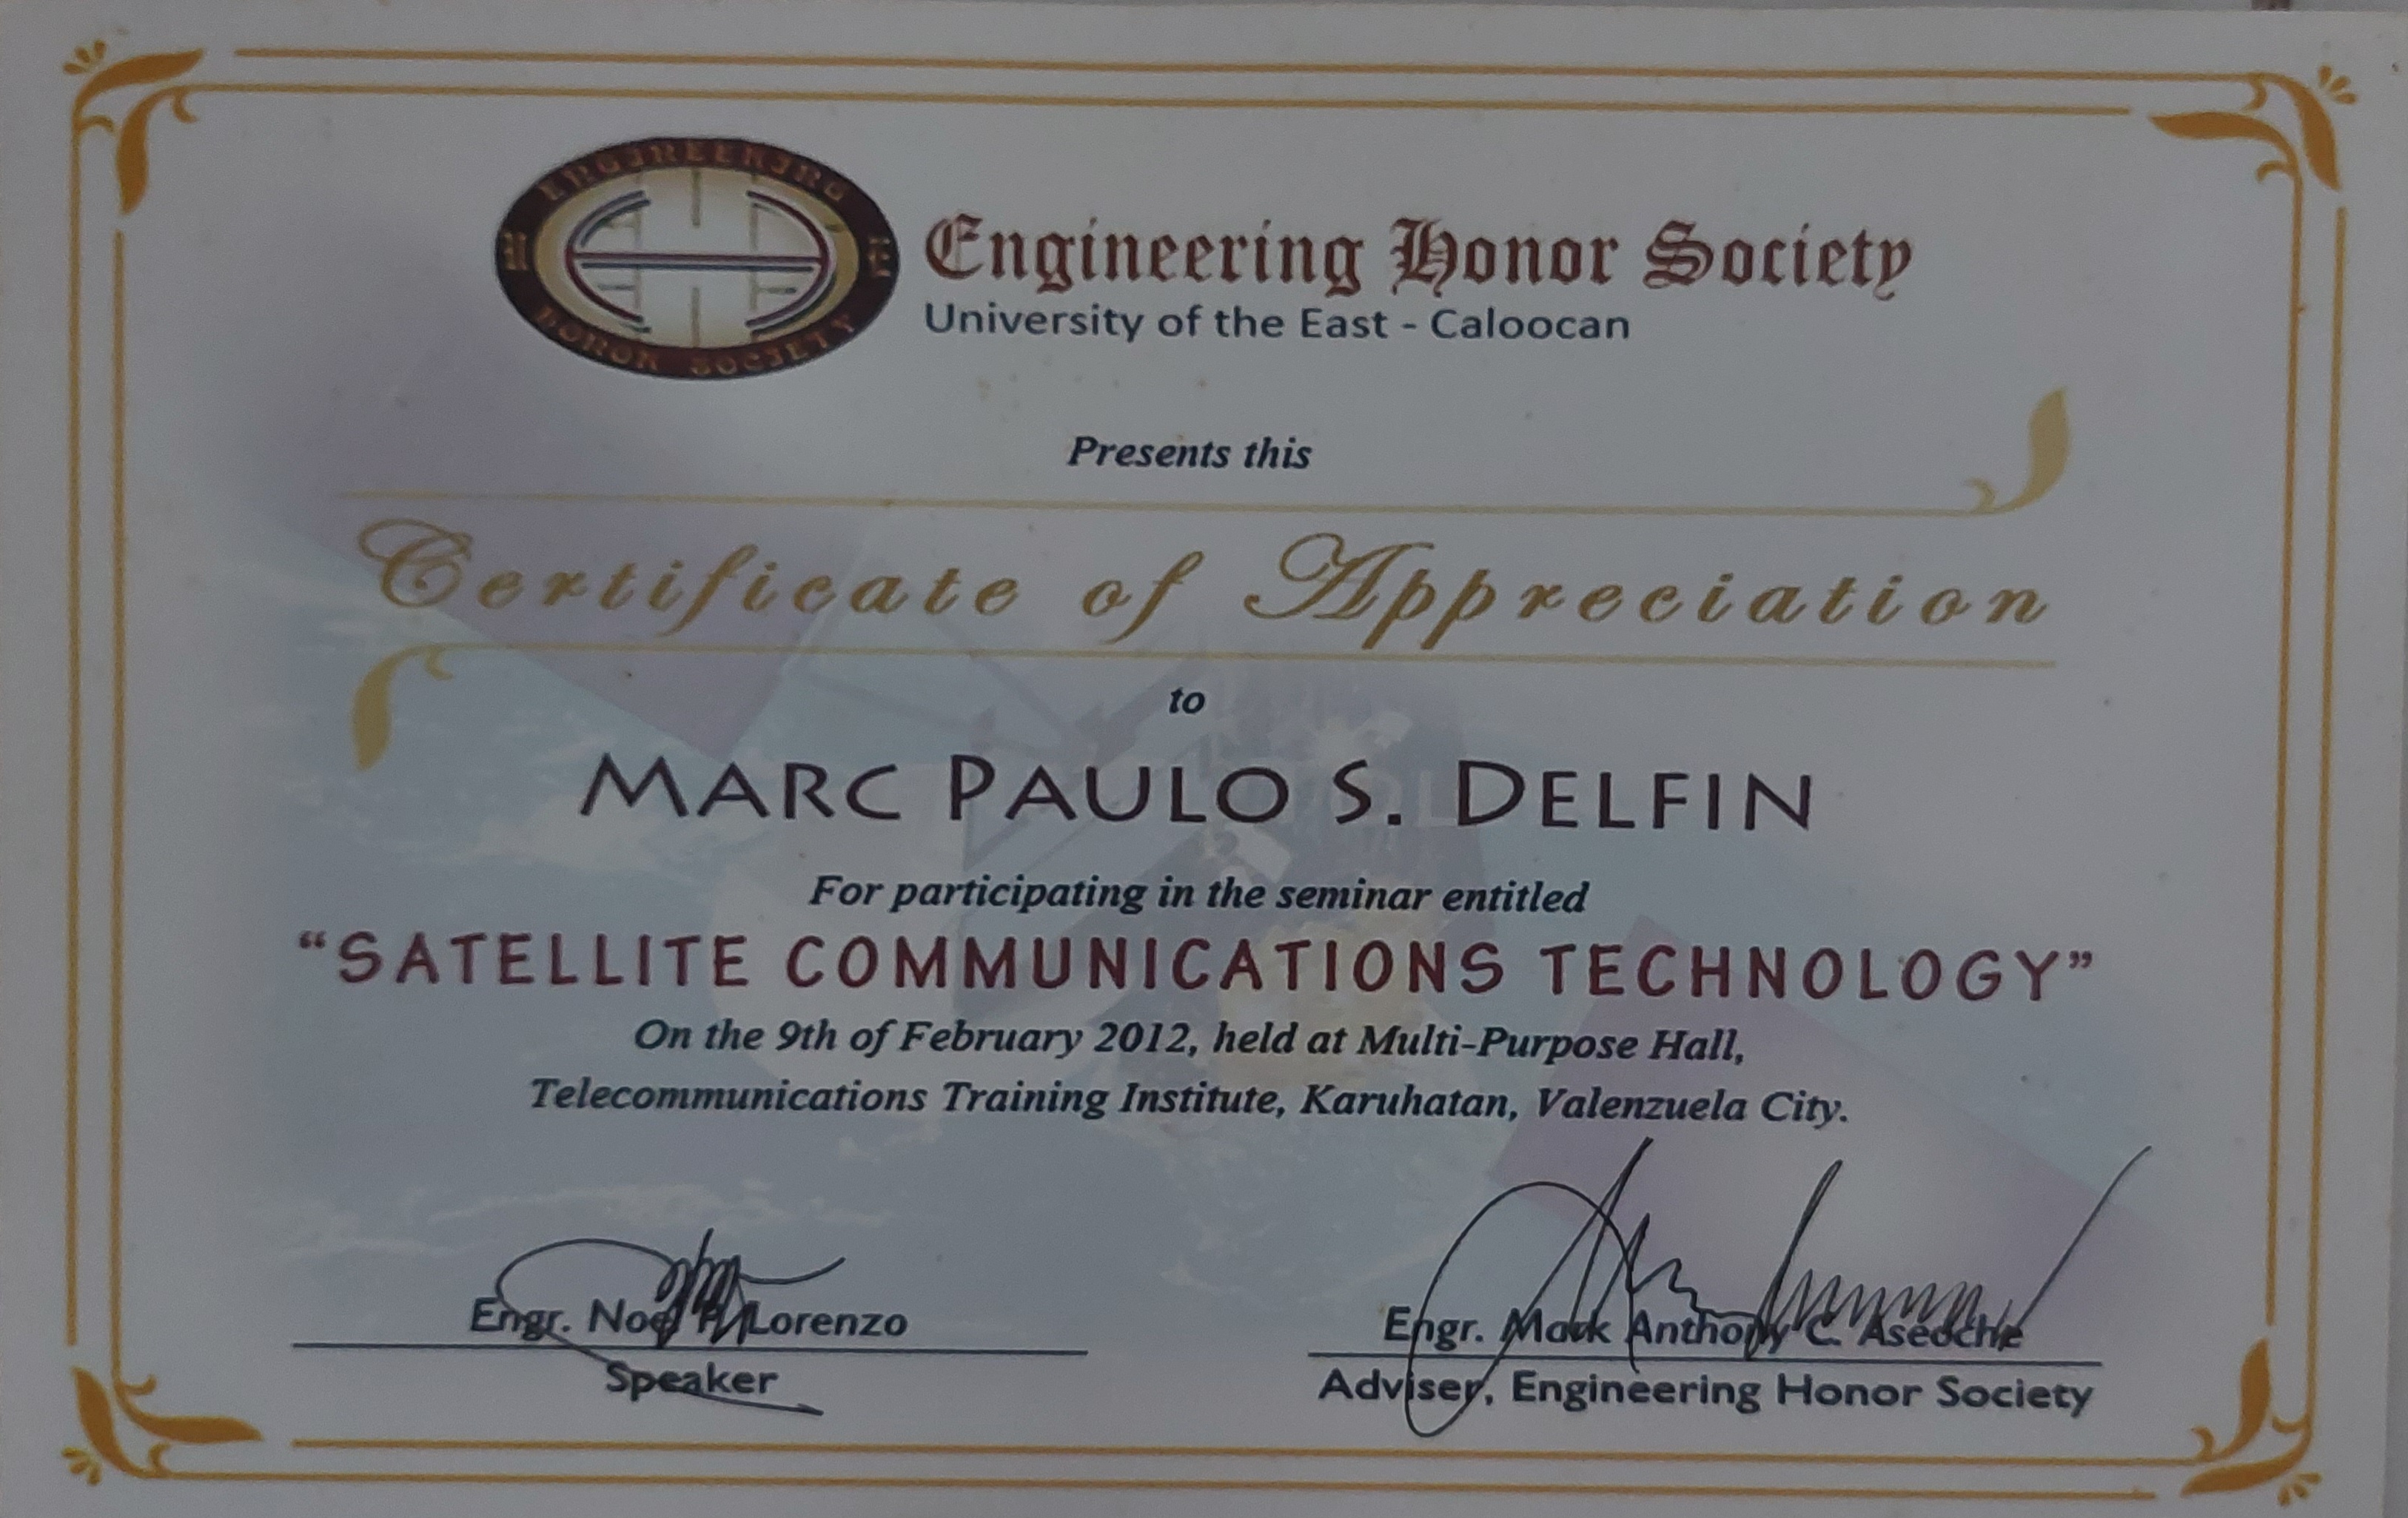 ENGINEERING
HONOR SOCIETY
Engineering Honor Society
University of the East - Caloocan
Presents this
Certificate of Appreciation
to
MARC PAULO S. DELFIN
For participating in the seminar entitled
“SATELLITE COMMUNICATIONS TECHNOLOGY”
On the 9th of February 2012, held at Multi-Purpose Hall,
Telecommunications Training Institute, Karuhatan, Valenzuela City.
Engr. Noel Lorenzo
Speaker
Engr. Mark Anthony C.
Adviser, Engineering Honor Society